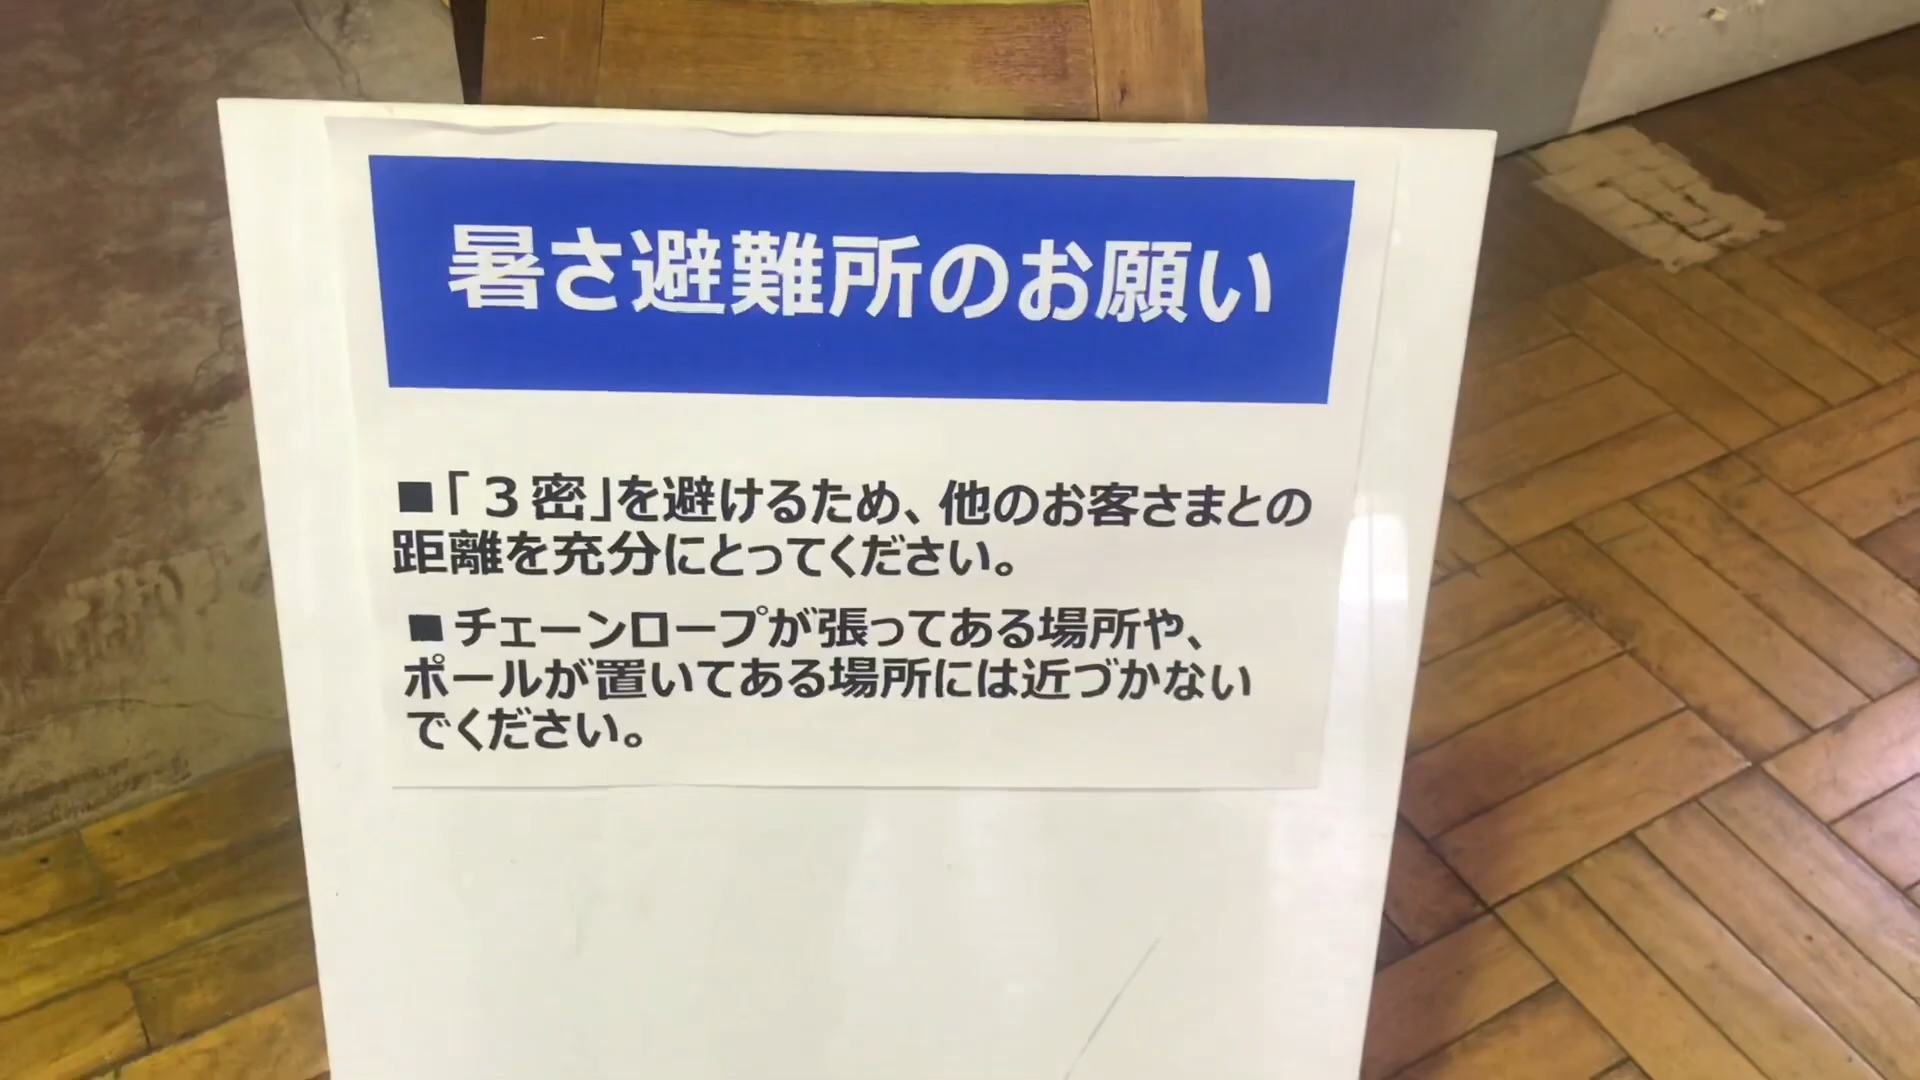 暑さ避難所のお願い
■「３密」を避けるため、他のお客さまとの
距離を充分にとってください。
■チェーンロープが張ってある場所や、
ポールが置いてある場所には近づかない
でください。